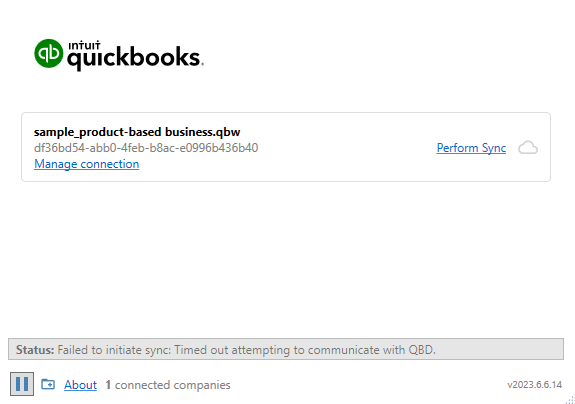 qb
intuit
quickbooks.
sample_product-based business.qbw
df36bd54-abb0-4feb-b8ac-e0996b436b40
Perform Sync
Manage connection
Status: Failed to initiate sync: Timed out attempting to communicate with QBD.
About 1 connected companies v2023.6.6.14